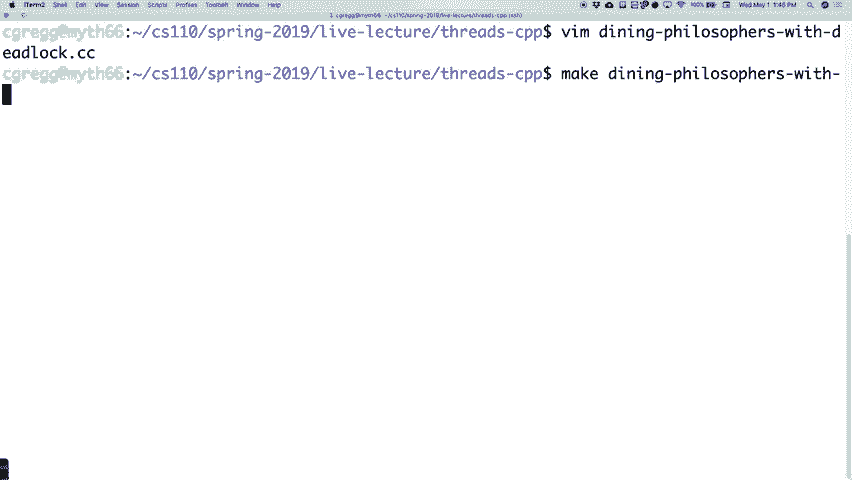 iTerm2 Shell Edit View Session Scripts Profiles Toolbelt Window Help 100% Wed May 1 1:46 PM
1. cgregg@myth66:~/cs110/spring-2019/live-lecture/threads-cpp (ssh)
cgregg@myth66:~/cs110/spring-2019/live-lecture/threads-cpp$ vim dining-philosophers-with-d
eadlock.cc
cgregg@myth66:~/cs110/spring-2019/live-lecture/threads-cpp$ make dining-philosophers-with-